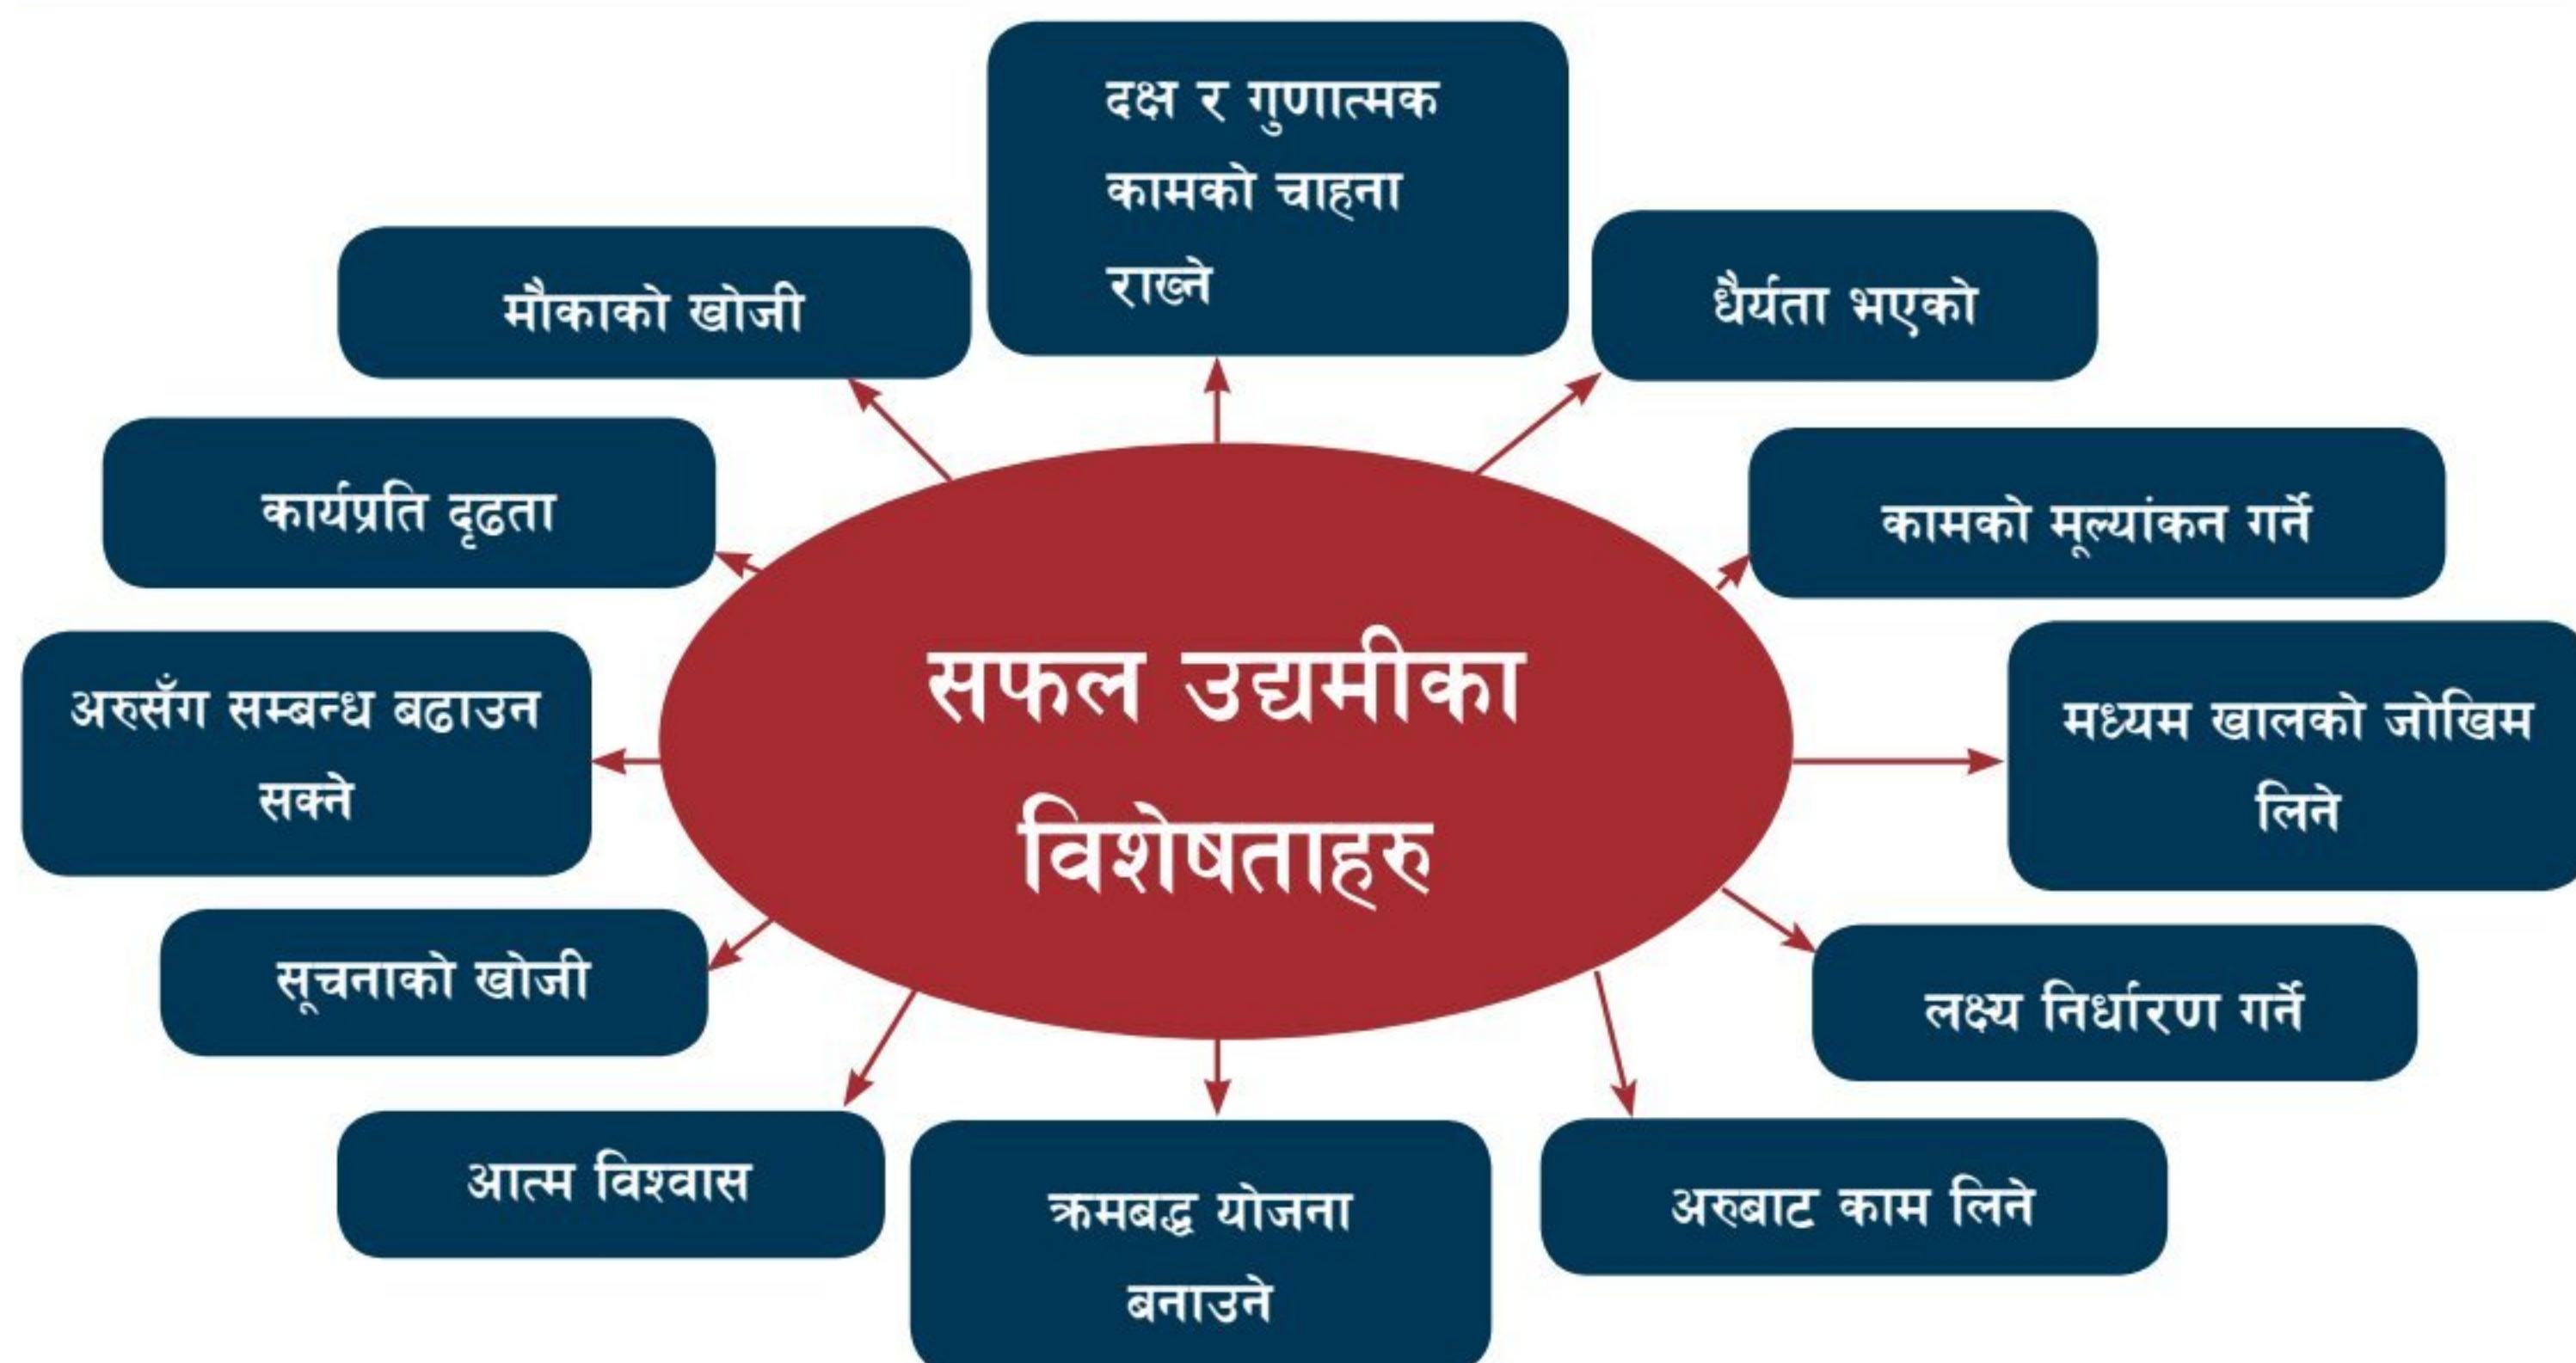 दक्ष र गुणात्मक
कामको चाहना
राख्ने
मौकाको खोजी
धैर्यता भएको
कार्यप्रति दृढता
कामको मूल्यांकन गर्ने
सफल उद्यमीका
विशेषताहरु
अरुसँग सम्बन्ध बढाउन
सक्ने
मध्यम खालको जोखिम
लिने
सूचनाको खोजी
लक्ष्य निर्धारण गर्ने
आत्म विश्वास
क्रमबद्ध योजना
बनाउने
अरुबाट काम लिने